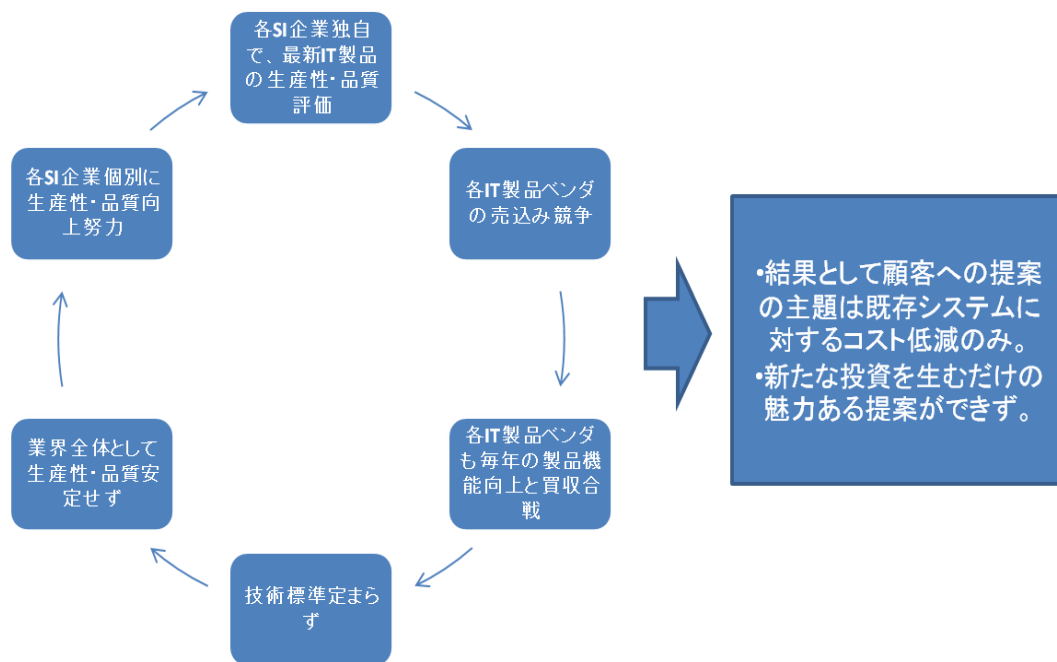 各SI企業独自
で、最新IT製品
の生産性・品質
評価
各IT製品ベンダ
の売込み競争
各IT製品ベンダ
も毎年の製品機
能向上と買収合
戦
技術標準定まら
ず
業界全体として
生産性・品質安
定せず
各SI企業個別に
生産性・品質向
上努力
•結果として顧客への提案
の主題は既存システムに
対するコスト低減のみ。
•新たな投資を生むだけの
魅力ある提案ができず。